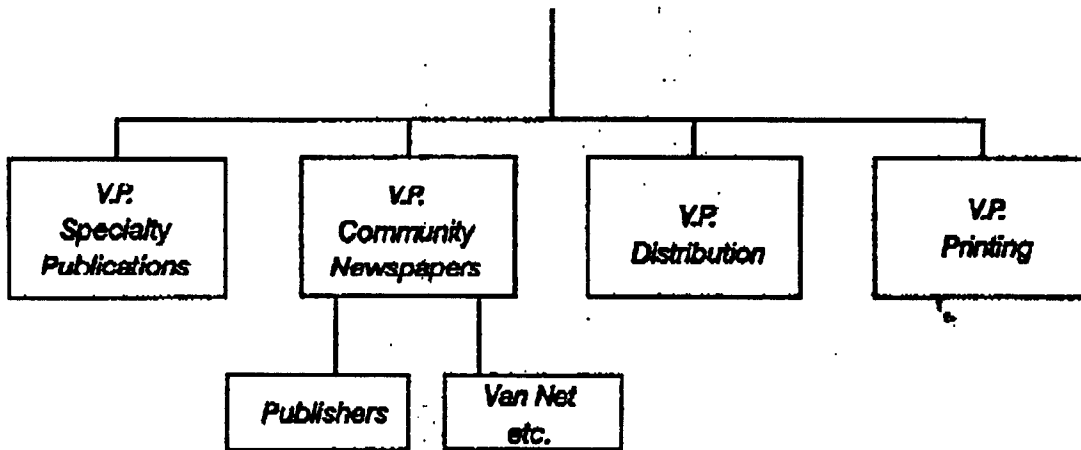 V.P.
Specialty
Publications
V.P.
Community
Newspapers
V.P.
Distribution
V.P.
Printing
Publishers
Van Net
etc.